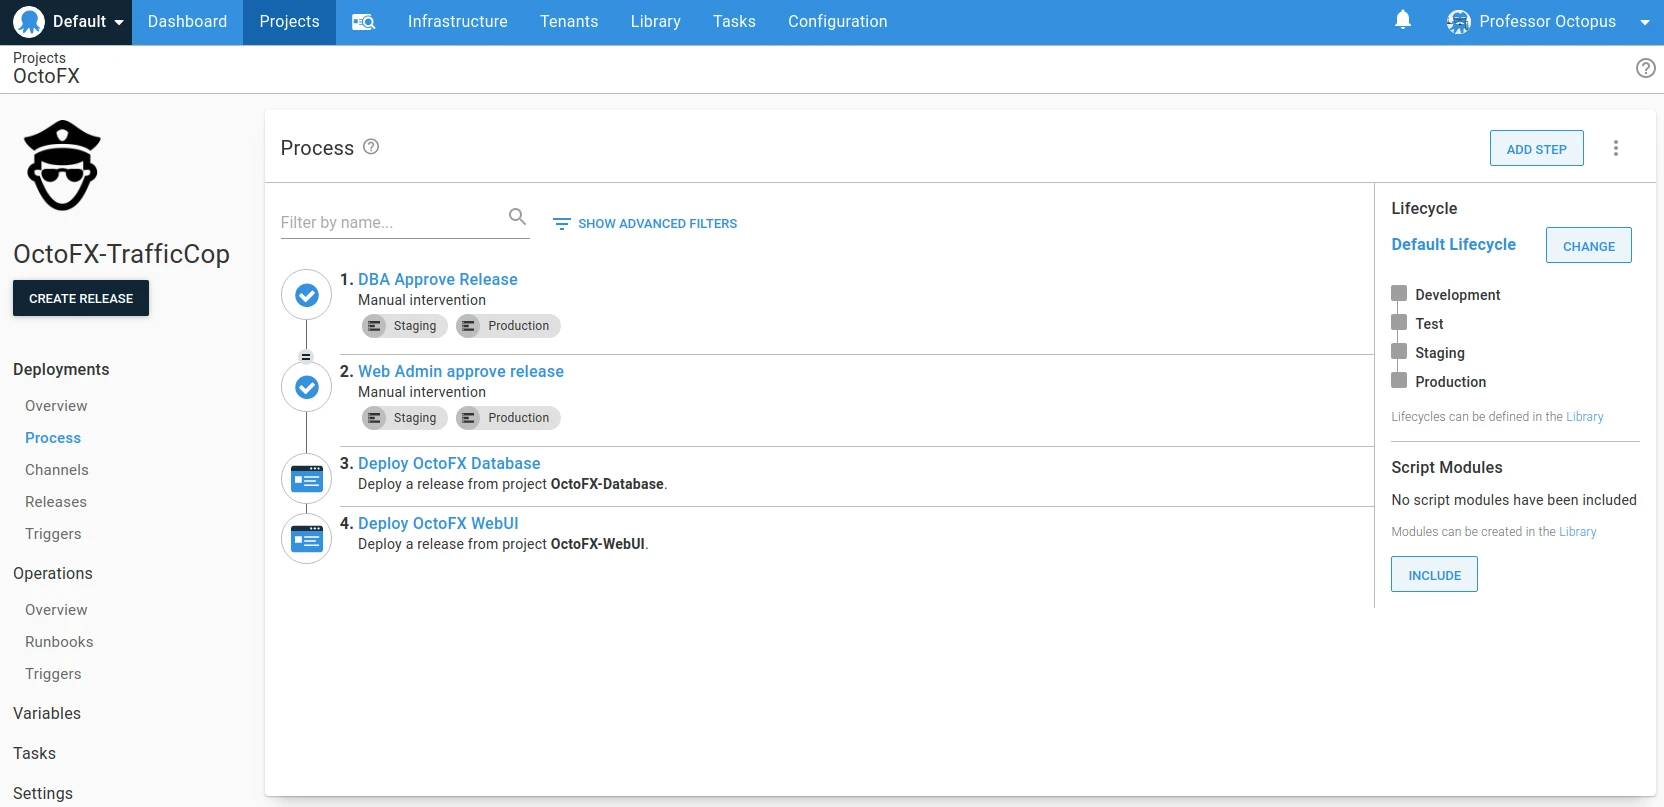 Default
Dashboard
Projects
Infrastructure
Tenants
Library
Tasks
Configuration
Professor Octopus
Projects
OctoFX
OctoFX-TrafficCop
CREATE RELEASE
Deployments
Overview
Process
Channels
Releases
Triggers
Operations
Overview
Runbooks
Triggers
Variables
Tasks
Settings
Process
ADD STEP
Filter by name...
SHOW ADVANCED FILTERS
1. DBA Approve Release
Manual intervention
Staging Production
2. Web Admin approve release
Manual intervention
Staging Production
3. Deploy OctoFX Database
Deploy a release from project OctoFX-Database.
4. Deploy OctoFX WebUI
Deploy a release from project OctoFX-WebUI.
Lifecycle
Default Lifecycle
CHANGE
Development
Test
Staging
Production
Lifecycles can be defined in the Library
Script Modules
No script modules have been included
Modules can be created in the Library
INCLUDE